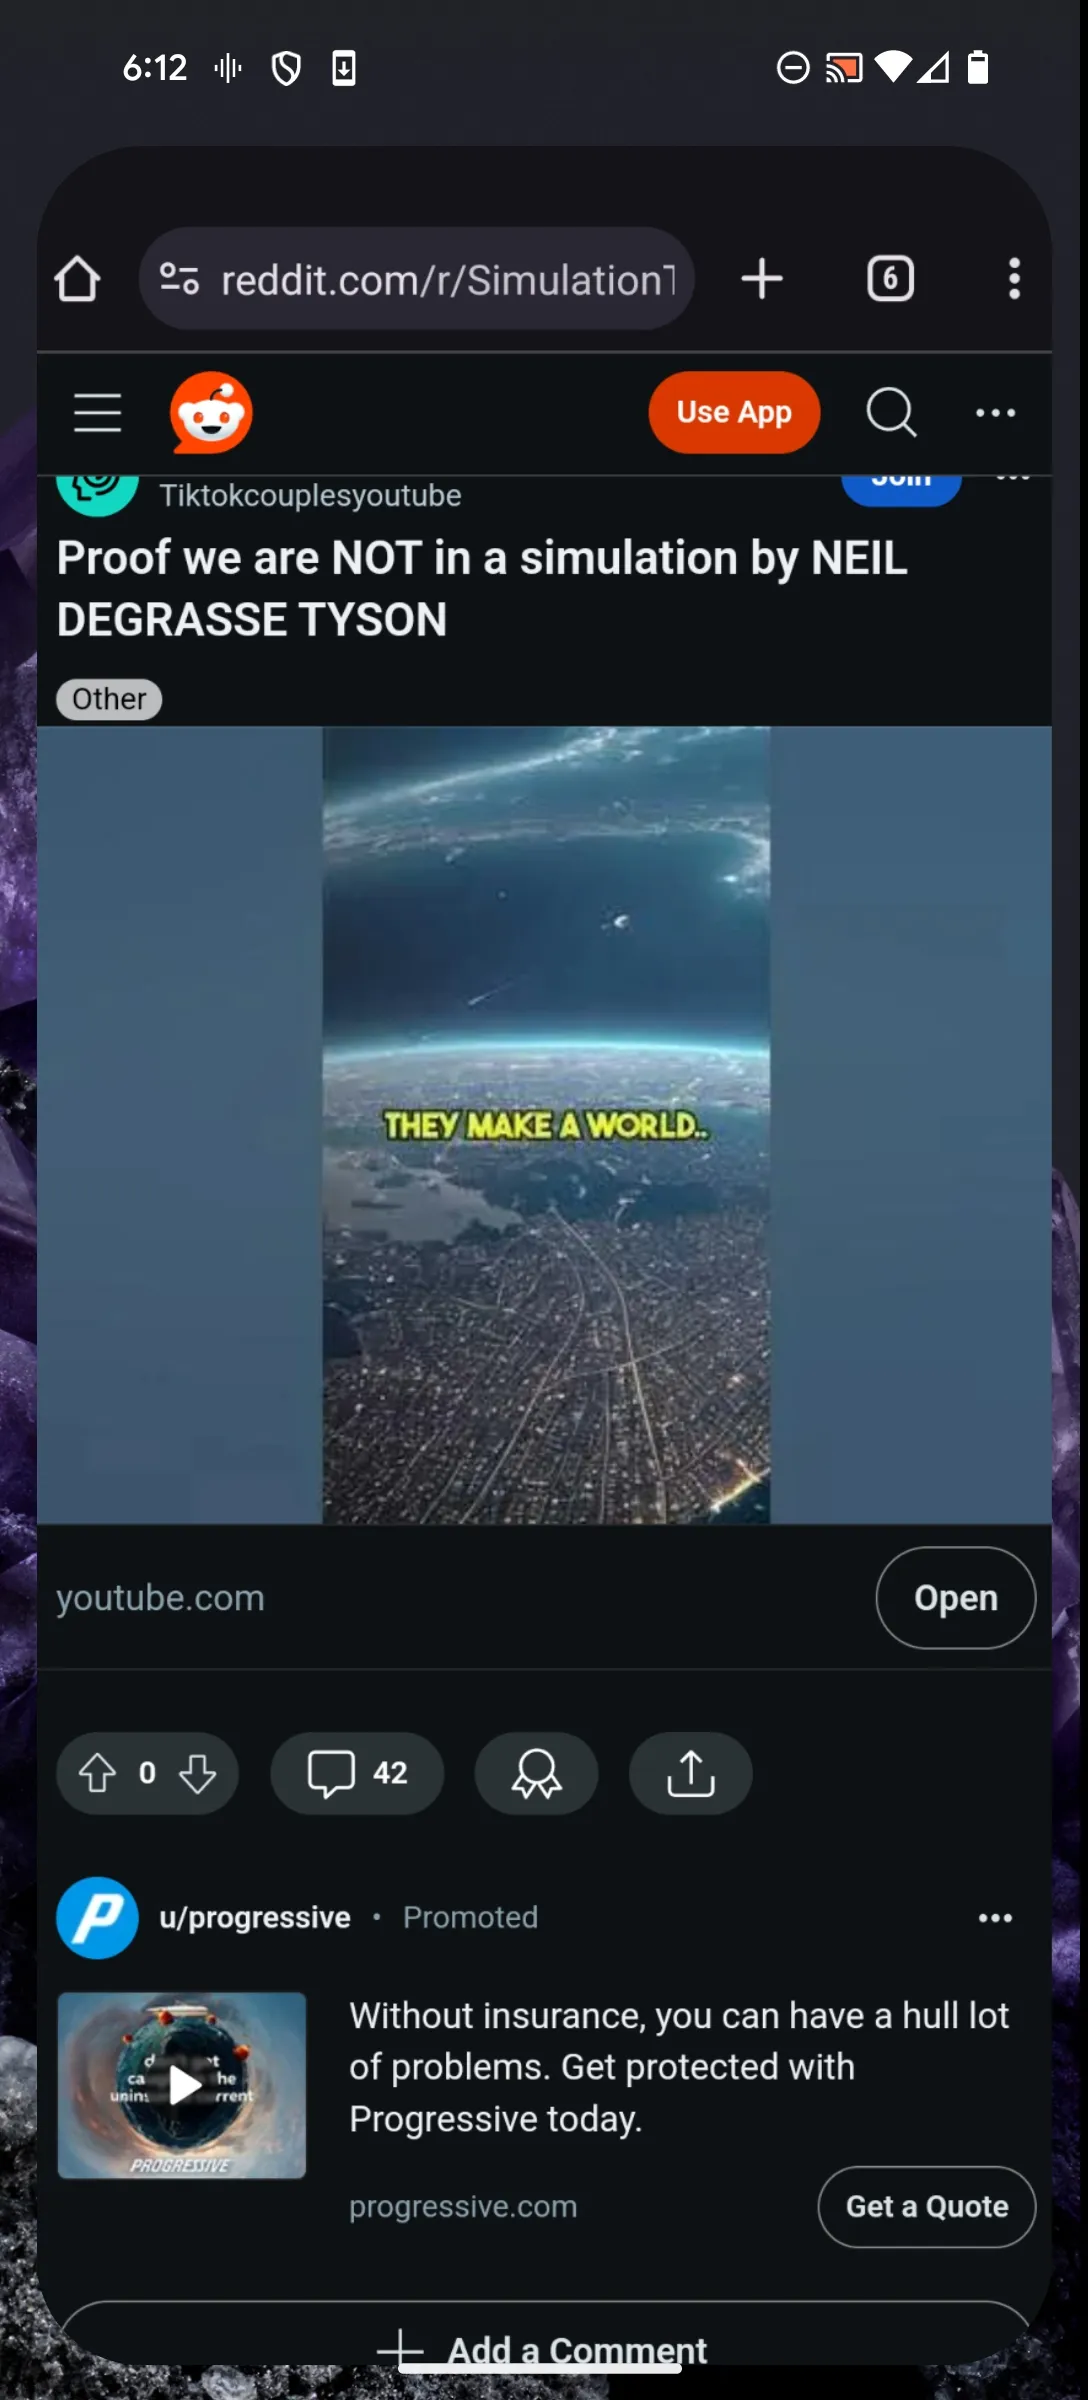 6:12
reddit.com/r/Simulation
6
Use App
Tiktokcouplesyoutube
Join
Proof we are NOT in a simulation by NEIL
DEGRASSE TYSON
Other
THEY MAKE A WORLD..
youtube.com
Open
0
42
u/progressive • Promoted
Without insurance, you can have a hull lot
of problems. Get protected with
Progressive today.
PROGRESSIVE
progressive.com
Get a Quote
Add a Comment